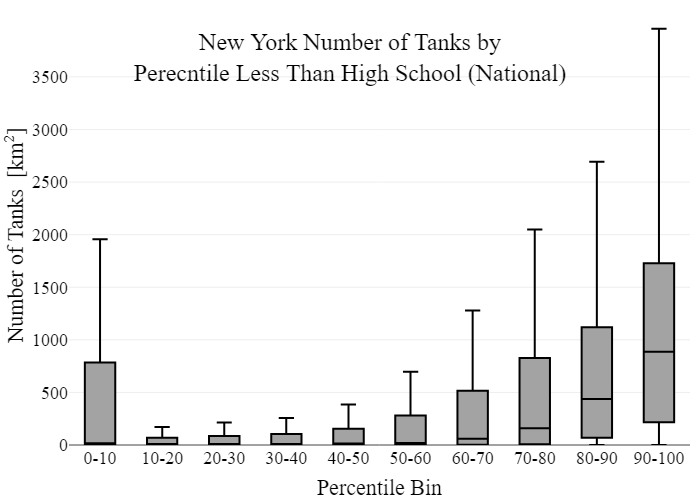 New York Number of Tanks by
Perecntile Less Than High School (National)
Number of Tanks [km²]
3500
3000
2500
2000
1500
1000
500
0
0-10 10-20 20-30 30-40 40-50 50-60 60-70 70-80 80-90 90-100
Percentile Bin